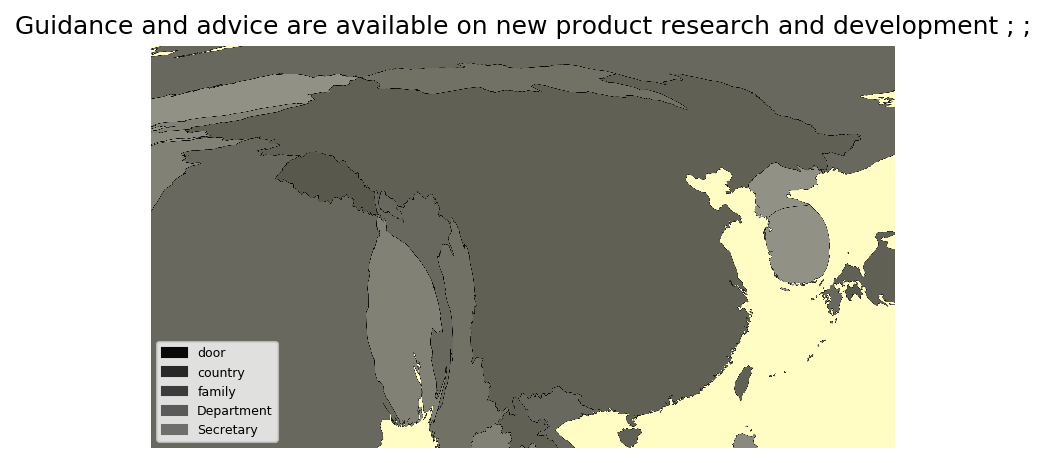 Guidance and advice are available on new product research and development ; ;
door
country
family
Department
Secretary